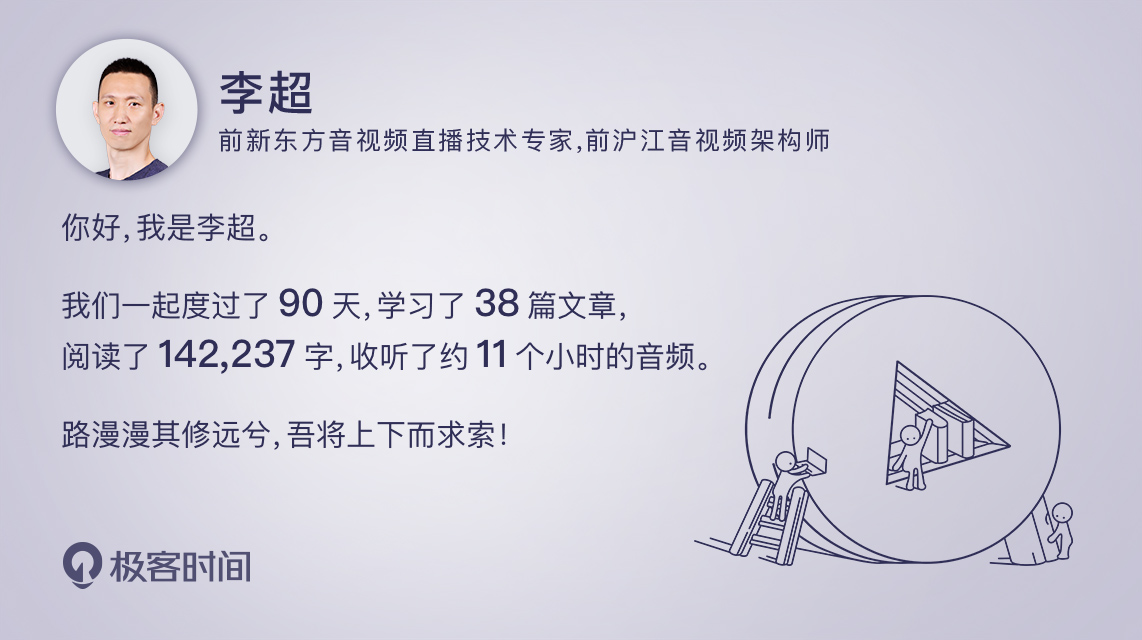 李超
前新东方音视频直播技术专家,前沪江音视频架构师
你好,我是李超。
我们一起度过了 90 天,学习了 38 篇文章,
阅读了 142,237 字,收听了约 11 个小时的音频。
路漫漫其修远兮,吾将上下而求索!
极客时间